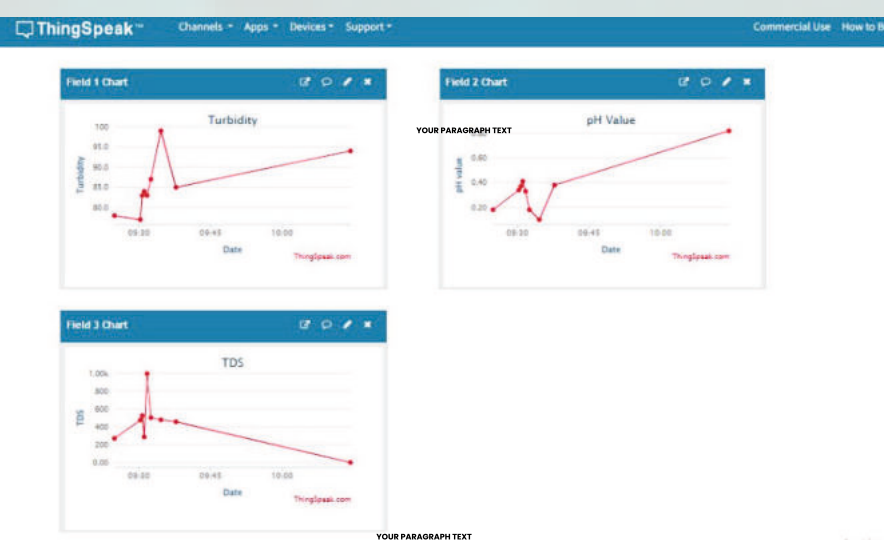 ThingSpeak™ Channels Apps Devices Support Commercial Use How to B
Field 1 Chart
Turbidity
100
95.0
90.0
85.0
80.0
Turbidity
09:30 09:45 10:00
Date
ThingSpeak.com
Field 2 Chart
pH Value
YOUR PARAGRAPH TEXT
0.60
0.40
0.20
pH value
09:30 09:45 10:00
Date
ThingSpeak.com
Field 3 Chart
TDS
1.00k
800
600
400
200
0.00
TDS
09:30 09:45 10:00
Date
ThingSpeak.com
YOUR PARAGRAPH TEXT